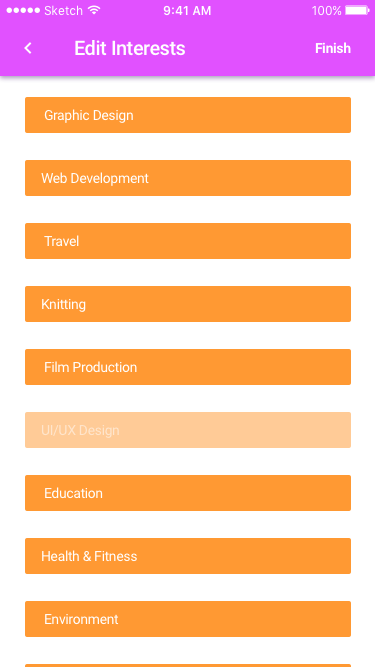 Sketch 9:41 AM 100%
Edit Interests Finish
Graphic Design
Web Development
Travel
Knitting
Film Production
UI/UX Design
Education
Health & Fitness
Environment